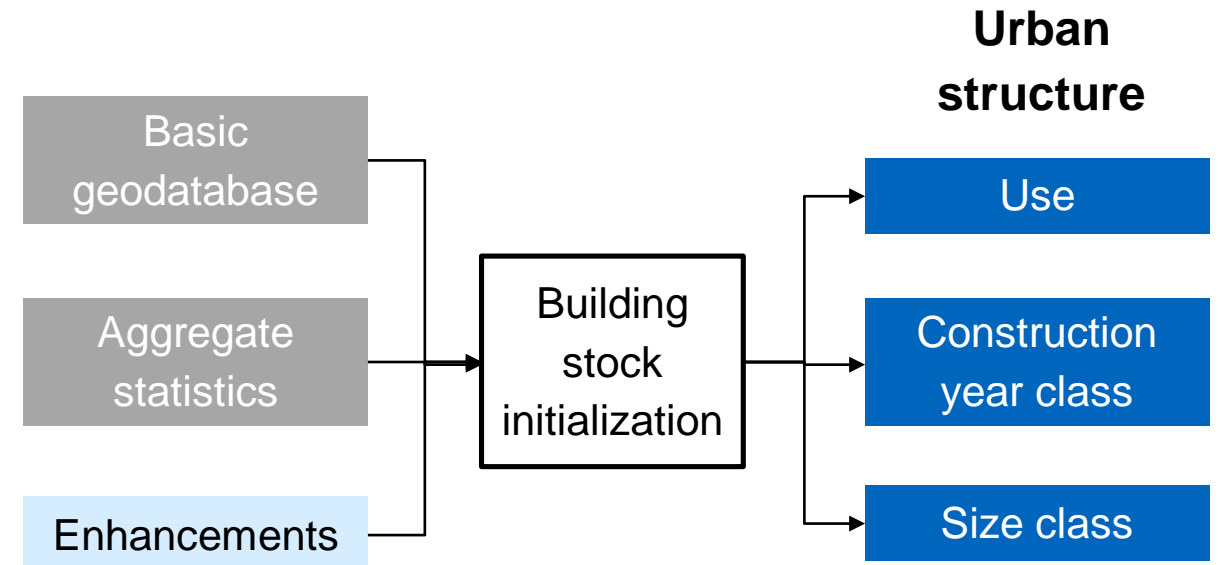 Urban
structure
Basic
geodatabase
Aggregate
statistics
Enhancements
Building
stock
initialization
Use
Construction
year class
Size class